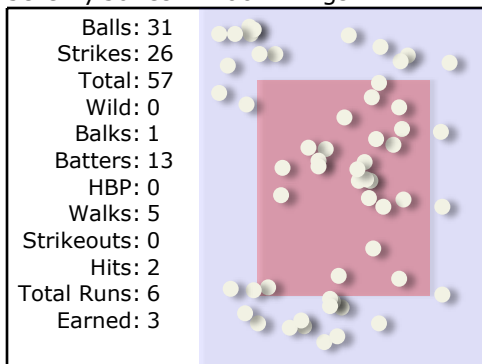 Balls: 31
Strikes: 26
Total: 57
Wild: 0
Balks: 1
Batters: 13
HBP: 0
Walks: 5
Strikeouts: 0
Hits: 2
Total Runs: 6
Earned: 3